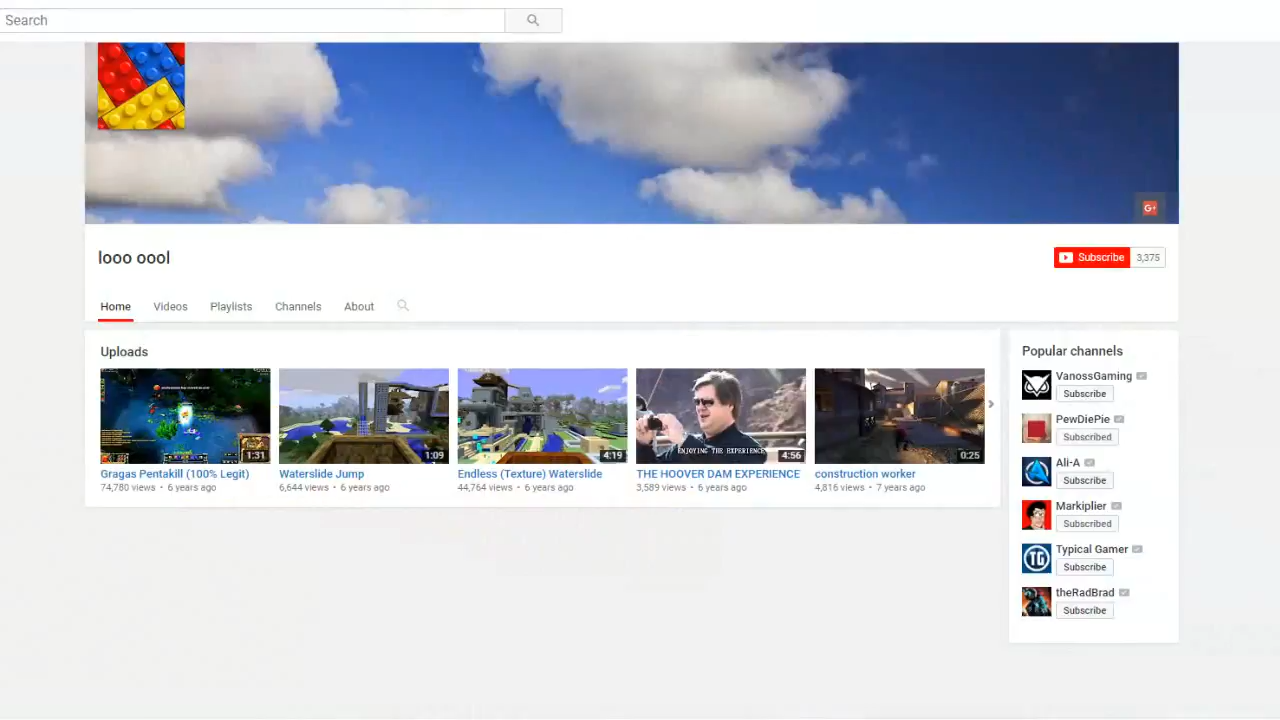 Search
G+
looo oool
Subscribe 3,375
Home Videos Playlists Channels About
Uploads
1:31
1:09
4:19
ENJOYING THE EXPERIENCE
4:56
0:25
Gragas Pentakill (100% Legit)
74,780 views • 6 years ago
Waterslide Jump
6,644 views • 6 years ago
Endless (Texture) Waterslide
44,764 views • 6 years ago
THE HOOVER DAM EXPERIENCE
3,589 views • 6 years ago
construction worker
4,816 views • 7 years ago
Popular channels
VanossGaming
Subscribe
PewDiePie
Subscribed
Ali-A
Subscribe
Markiplier
Subscribed
TG
Typical Gamer
Subscribe
theRadBrad
Subscribe